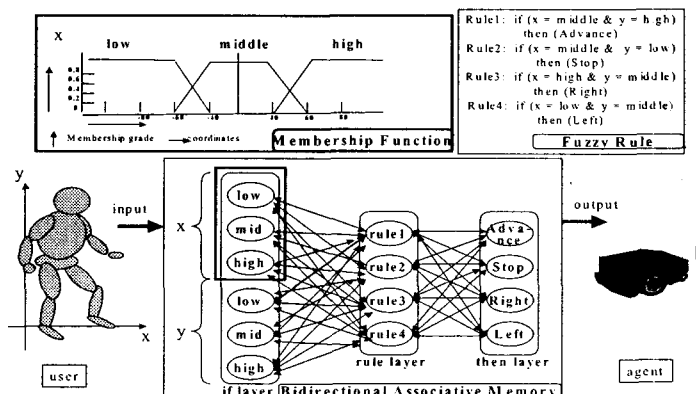 x
low middle high
0.8
0.6
0.4
0.2
0
Membership grade coordinates
Membership Function
Rule1: if (x = middle & y = high)
then (Advance)
Rule2: if (x = middle & y = low)
then (Stop)
Rule3: if (x = high & y = middle)
then (Right)
Rule4: if (x = low & y = middle)
then (Left)
Fuzzy Rule
y
x
user
input
x
low
mid
high
y
low
mid
high
if layer
rule1
rule2
rule3
rule4
rule layer
Adva-
nce
Stop
Right
Left
then layer
Bidirectional Associative Memory
output
agent